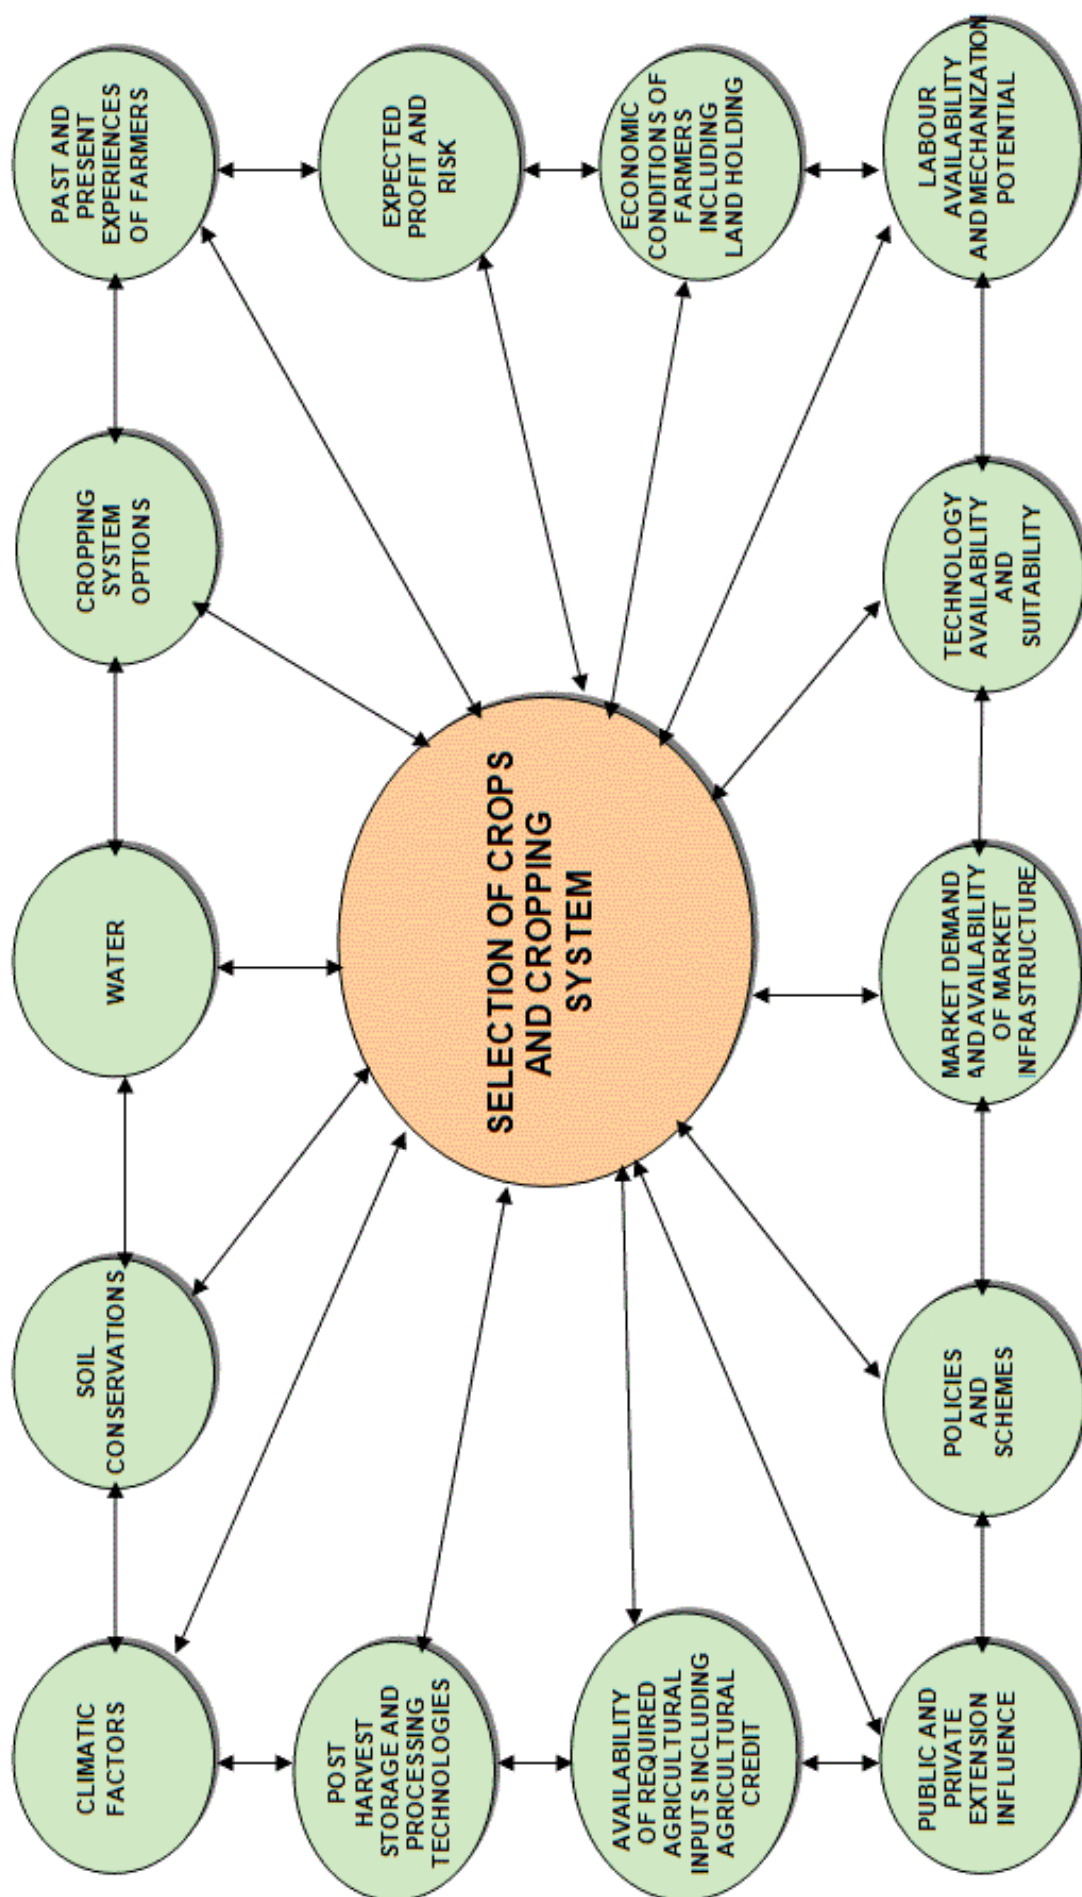 CLIMATIC
FACTORS
SOIL
CONSERVATIONS
WATER
CROPPING
SYSTEM
OPTIONS
PAST AND
PRESENT
EXPERIENCES
OF FARMERS
POST
HARVEST
STORAGE AND
PROCESSING
TECHNOLOGIES
EXPECTED
PROFIT AND
RISK
SELECTION OF CROPS
AND CROPPING
SYSTEM
AVAILABILITY
OF REQUIRED
AGRICULTURAL
INPUTS INCLUDING
AGRICULTURAL
CREDIT
ECONOMIC
CONDITIONS OF
FARMERS
INCLUDING
LAND HOLDING
PUBLIC AND
PRIVATE
EXTENSION
INFLUENCE
POLICIES
AND
SCHEMES
MARKET DEMAND
AND AVAILABILITY
OF MARKET
INFRASTRUCTURE
TECHNOLOGY
AVAILABILITY
AND
SUITABILITY
LABOUR
AVAILABILITY
AND MECHANIZATION
POTENTIAL